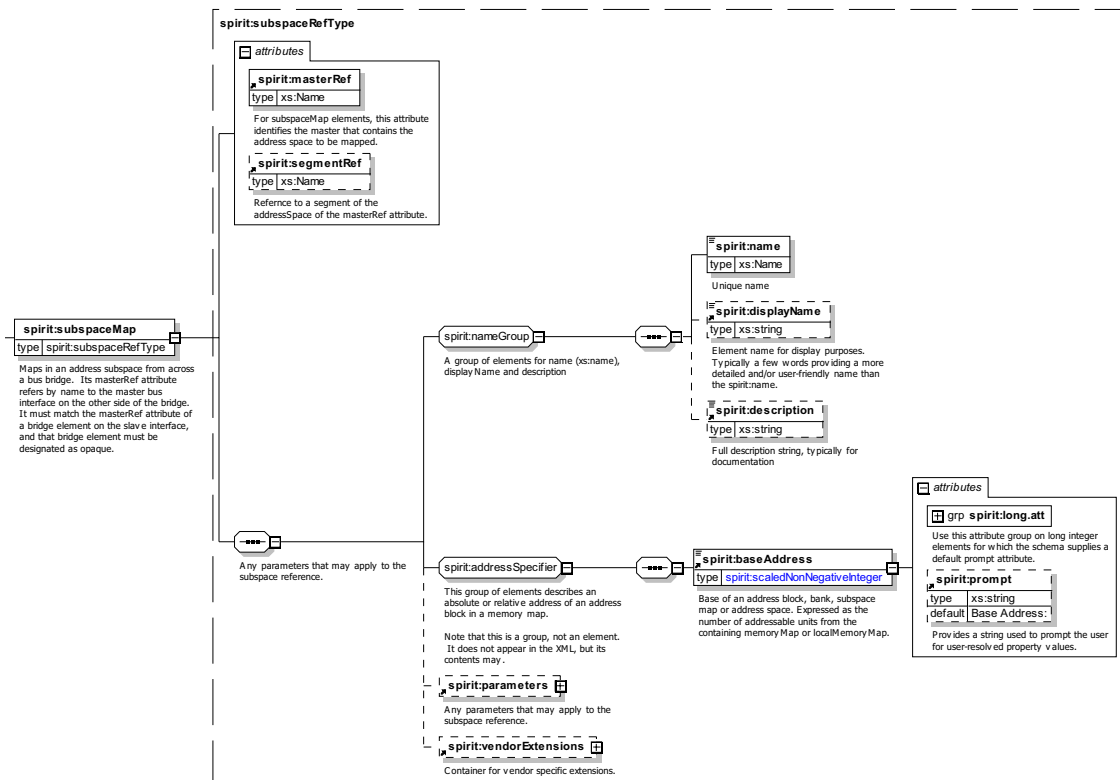 spirit:subspaceRefType
attributes
spirit:masterRef
type xs:Name
For subspaceMap elements, this attribute
identifies the master that contains the
address space to be mapped.
spirit:segmentRef
type xs:Name
Refernce to a segment of the
addressSpace of the masterRef attribute.
spirit:subspaceMap
type spirit:subspaceRefType
Maps in an address subspace from across
a bus bridge. Its masterRef attribute
refers by name to the master bus
interface on the other side of the bridge.
It must match the masterRef attribute of
a bridge element on the slave interface,
and that bridge element must be
designated as opaque.
Any parameters that may apply to the
subspace reference.
spirit:nameGroup
A group of elements for name (xs:name),
displayName and description
spirit:name
type xs:Name
Unique name
spirit:displayName
type xs:string
Element name for display purposes.
Typically a few words providing a more
detailed and/or user-friendly name than
the spirit:name.
spirit:description
type xs:string
Full description string, typically for
documentation
spirit:addressSpecifier
This group of elements describes an
absolute or relative address of an address
block in a memory map.
Note that this is a group, not an element.
It does not appear in the XML, but its
contents may.
spirit:baseAddress
type spirit:scaledNonNegativeInteger
Base of an address block, bank, subspace
map or address space. Expressed as the
number of addressable units from the
containing memoryMap or localMemoryMap.
attributes
grp spirit:long.att
Use this attribute group on long integer
elements for which the schema supplies a
default prompt attribute.
spirit:prompt
type xs:string
default Base Address:
Provides a string used to prompt the user
for user-resolved property values.
spirit:parameters
Any parameters that may apply to the
subspace reference.
spirit:vendorExtensions
Container for vendor specific extensions.